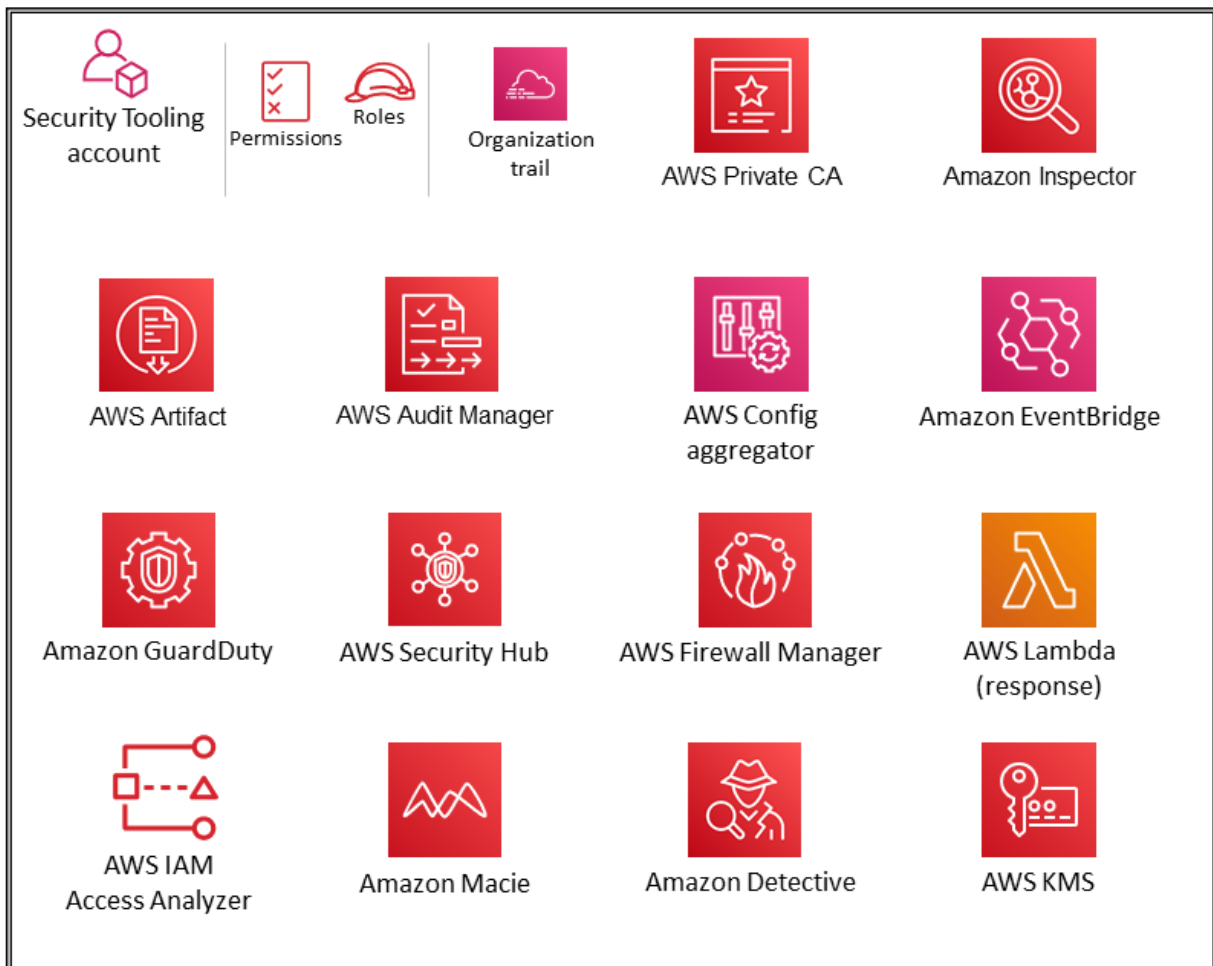 Security Tooling
account
Permissions
Roles
Organization
trail
AWS Private CA
Amazon Inspector
AWS Artifact
AWS Audit Manager
AWS Config
aggregator
Amazon EventBridge
Amazon GuardDuty
AWS Security Hub
AWS Firewall Manager
AWS Lambda
(response)
AWS IAM
Access Analyzer
Amazon Macie
Amazon Detective
AWS KMS